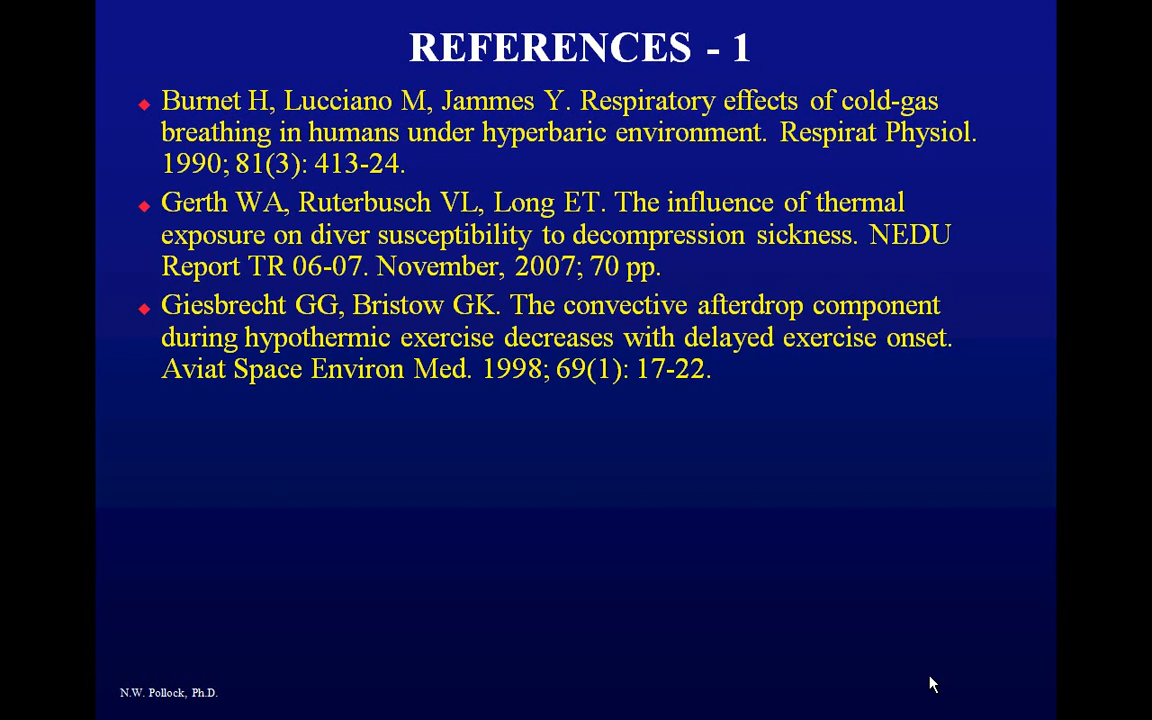 REFERENCES - 1
Burnet H, Lucciano M, Jammes Y. Respiratory effects of cold-gas
breathing in humans under hyperbaric environment. Respirat Physiol.
1990; 81(3): 413-24.
Gerth WA, Ruterbusch VL, Long ET. The influence of thermal
exposure on diver susceptibility to decompression sickness. NEDU
Report TR 06-07. November, 2007; 70 pp.
Giesbrecht GG, Bristow GK. The convective afterdrop component
during hypothermic exercise decreases with delayed exercise onset.
Aviat Space Environ Med. 1998; 69(1): 17-22.
N.W. Pollock, Ph.D.